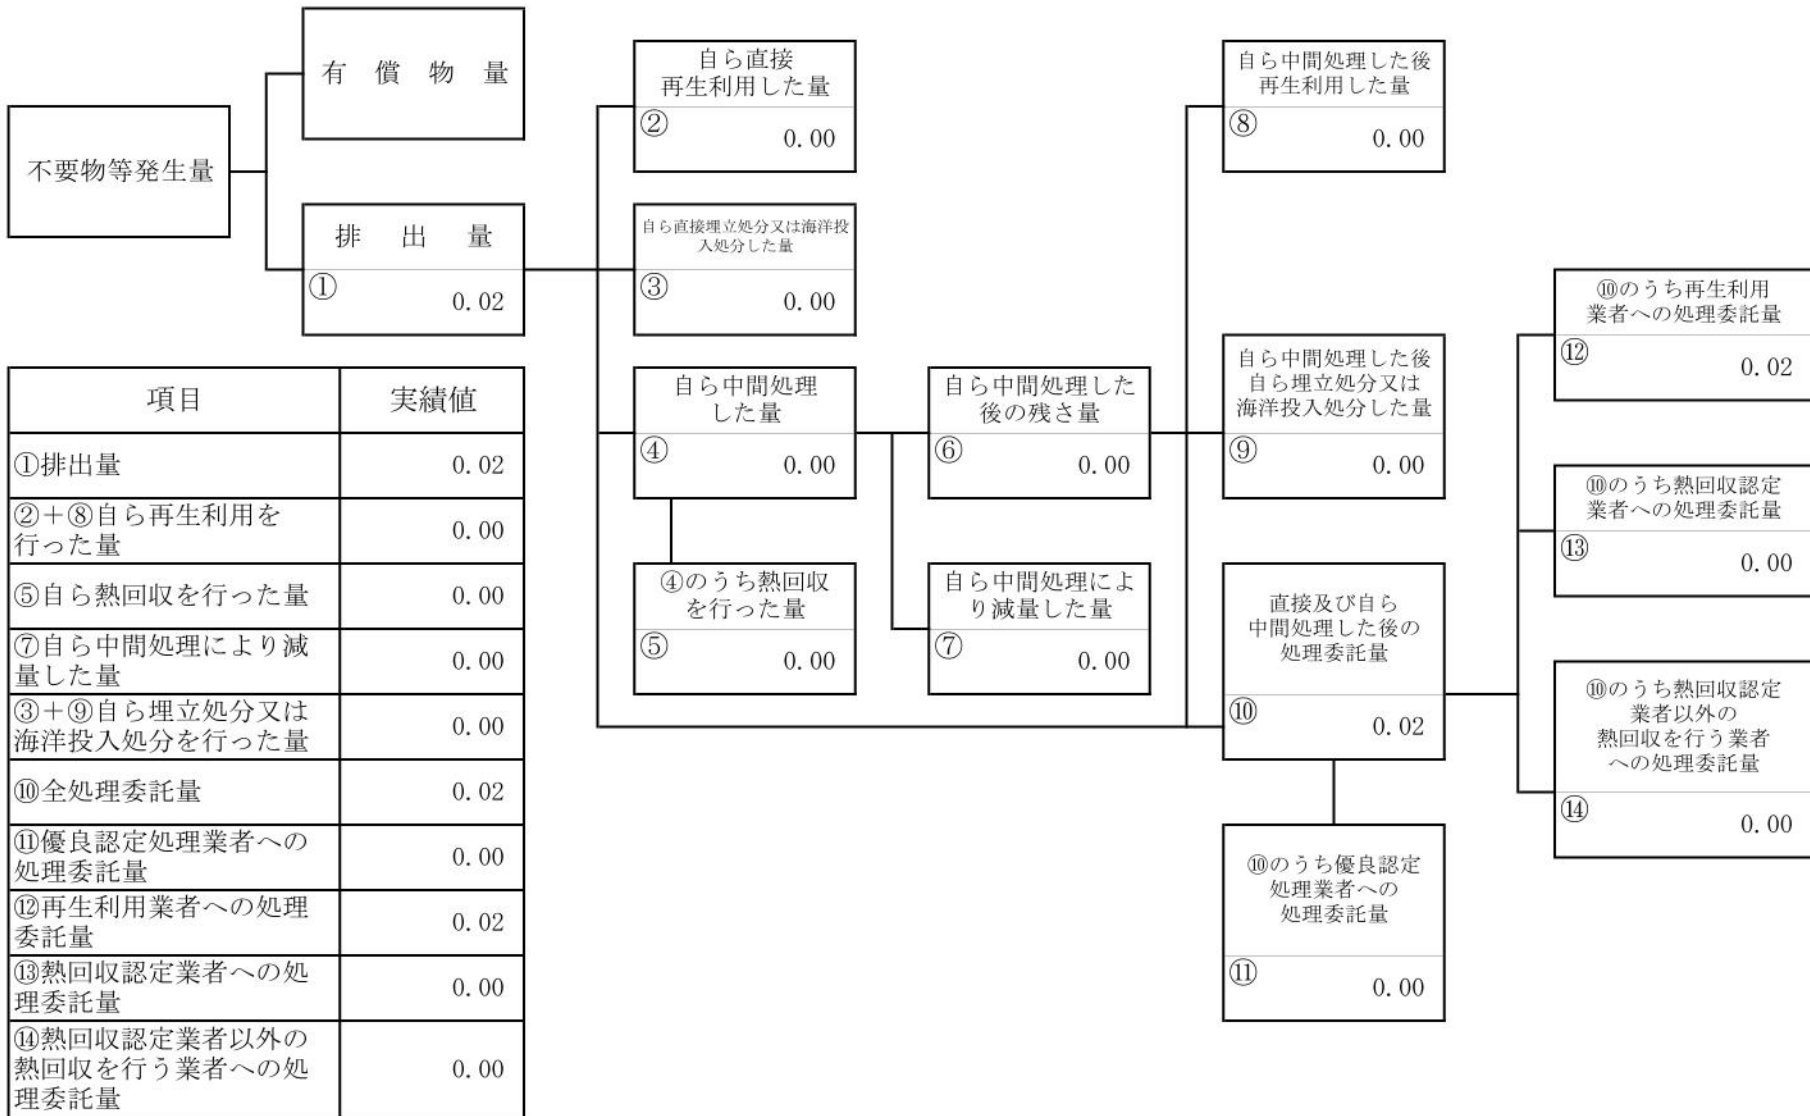 不要物等発生量
有償物量
排出量
①
0.02
自ら直接
再生利用した量
②
0.00
自ら直接埋立処分又は海洋投
入処分した量
③
0.00
自ら中間処理
した量
④
0.00
④のうち熱回収
を行った量
⑤
0.00
自ら中間処理した
後の残さ量
⑥
0.00
自ら中間処理によ
り減量した量
⑦
0.00
自ら中間処理した後
再生利用した量
⑧
0.00
自ら中間処理した後
自ら埋立処分又は
海洋投入処分した量
⑨
0.00
直接及び自ら
中間処理した後の
処理委託量
⑩
0.02
⑩のうち優良認定
処理業者への
処理委託量
⑪
0.00
⑩のうち再生利用
業者への処理委託量
⑫
0.02
⑩のうち熱回収認定
業者への処理委託量
⑬
0.00
⑩のうち熱回収認定
業者以外の
熱回収を行う業者
への処理委託量
⑭
0.00
項目 実績値
①排出量 0.02
②+⑧自ら再生利用を
行った量 0.00
⑤自ら熱回収を行った量 0.00
⑦自ら中間処理により減
量した量 0.00
③+⑨自ら埋立処分又は
海洋投入処分を行った量 0.00
⑩全処理委託量 0.02
⑪優良認定処理業者への
処理委託量 0.00
⑫再生利用業者への処理
委託量 0.02
⑬熱回収認定業者への処
理委託量 0.00
⑭熱回収認定業者以外の
熱回収を行う業者への処
理委託量 0.00